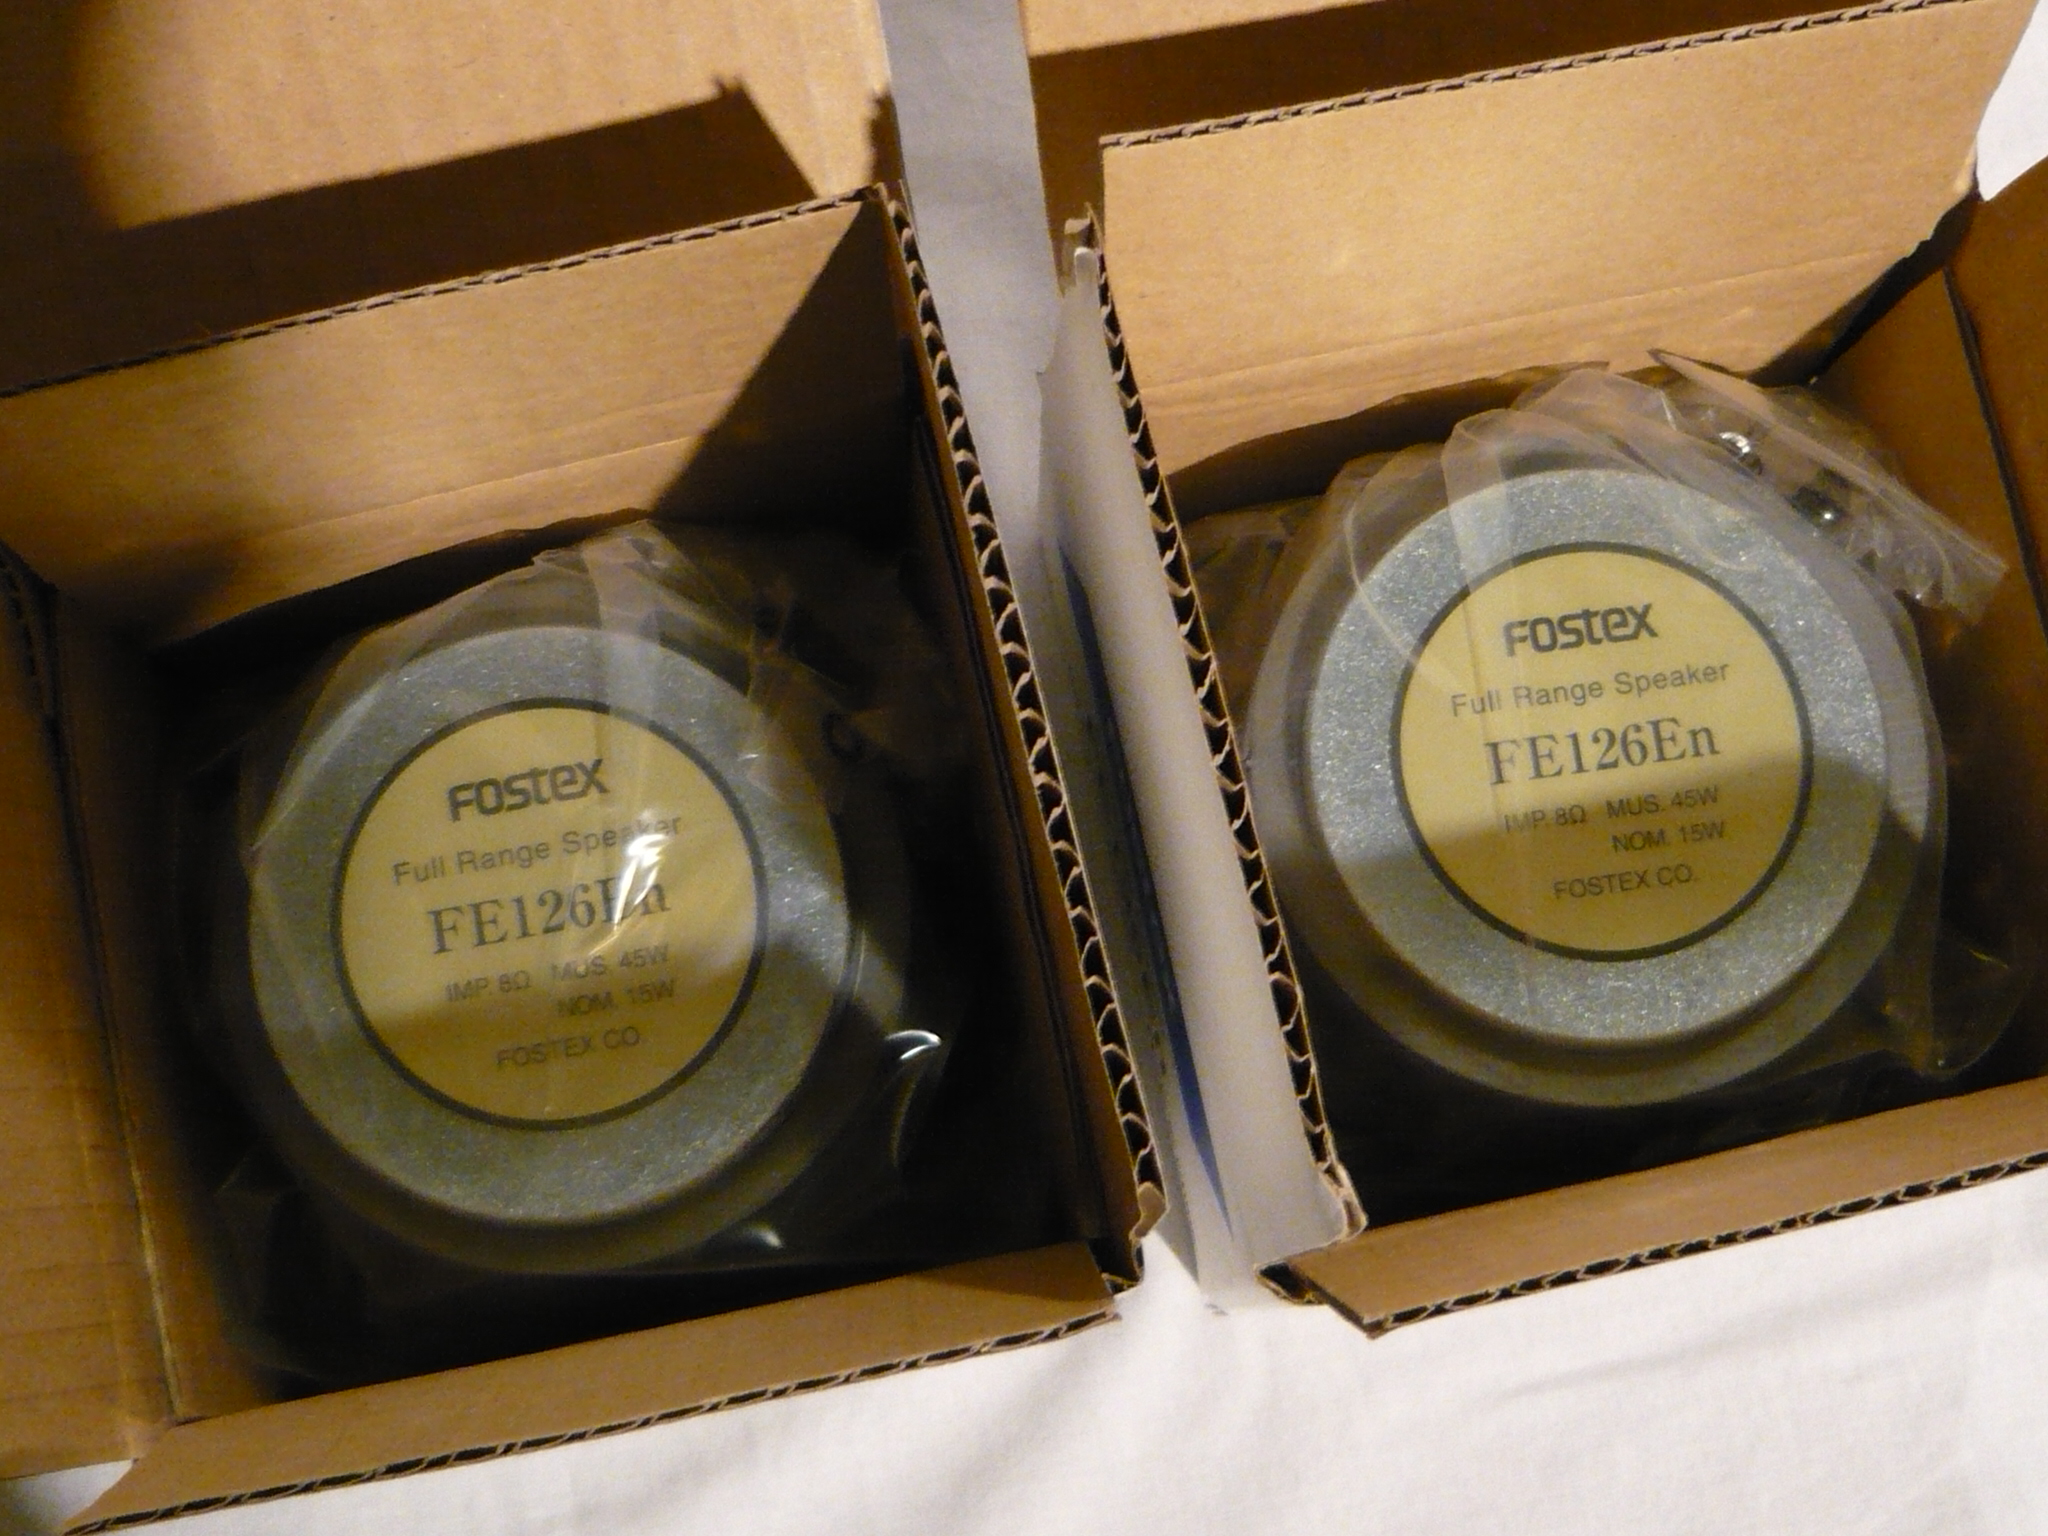 FOSTEX
Full Range Speaker
FE126En
IMP. 8Ω MUS. 45W
NOM. 15W
FOSTEX CO.
FOSTEX
Full Range Speaker
FE126En
IMP. 8Ω MUS. 45W
NOM. 15W
FOSTEX CO.